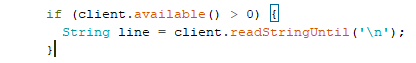 if (client.available() > 0) {
String line = client.readStringUntil('\n');
}